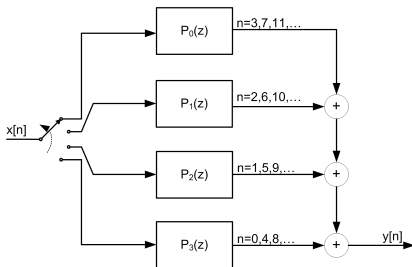 P₀(z)
n=3,7,11,…
P₁(z)
n=2,6,10,…
+
x[n]
P₂(z)
n=1,5,9,…
+
P₃(z)
n=0,4,8,…
+
y[n]